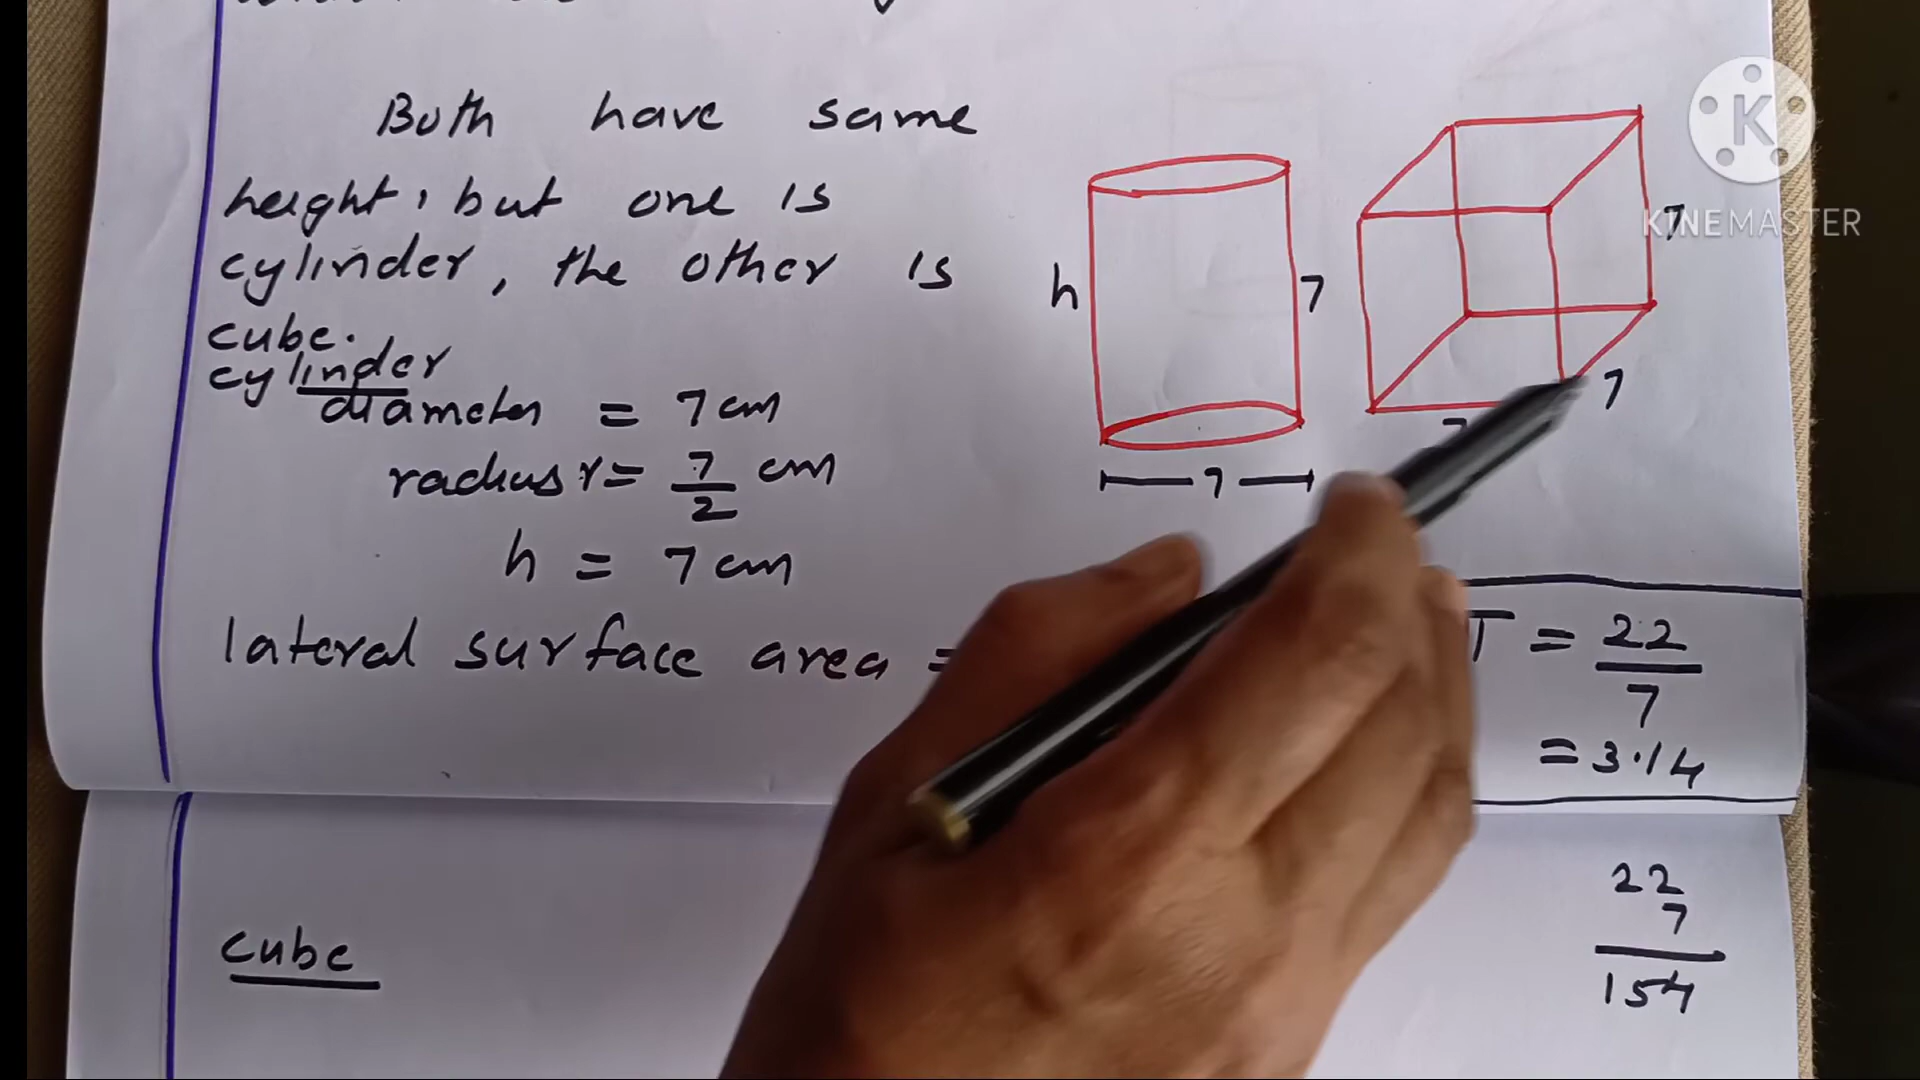 Both have same
height, but one is
cylinder, the other is
cube.
cylinder
diameter = 7 cm
radius r = 7/2 cm
h = 7 cm
lateral surface area =
cube
h
7
7
7
7
= 22/7
= 3.14
22
7
154
K
KINEMASTER